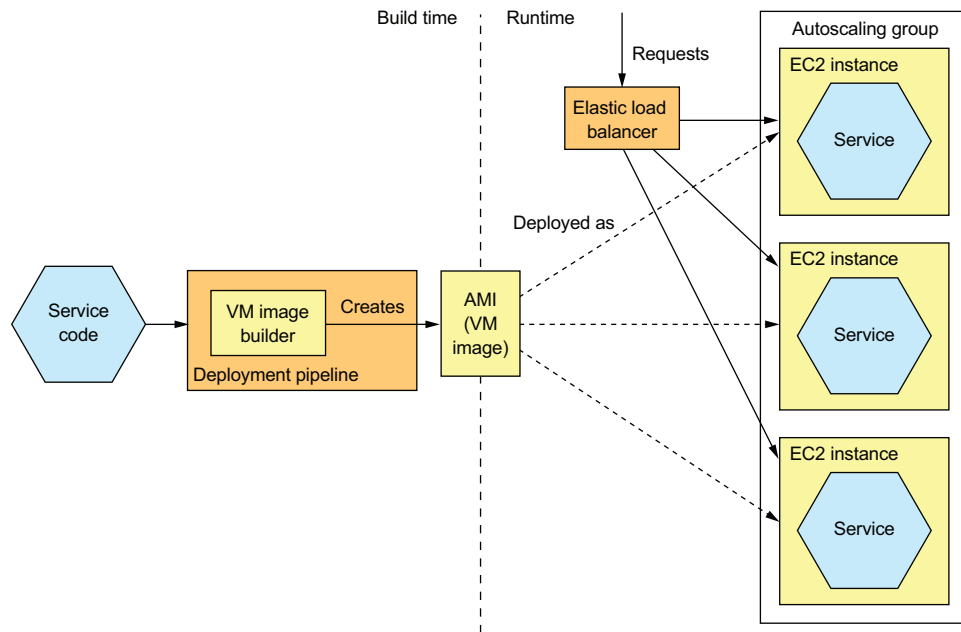 Build time
Runtime
Requests
Autoscaling group
EC2 instance
Service
Elastic load
balancer
Deployed as
EC2 instance
Service
Service
code
VM image
builder
Creates
Deployment pipeline
AMI
(VM
image)
EC2 instance
Service